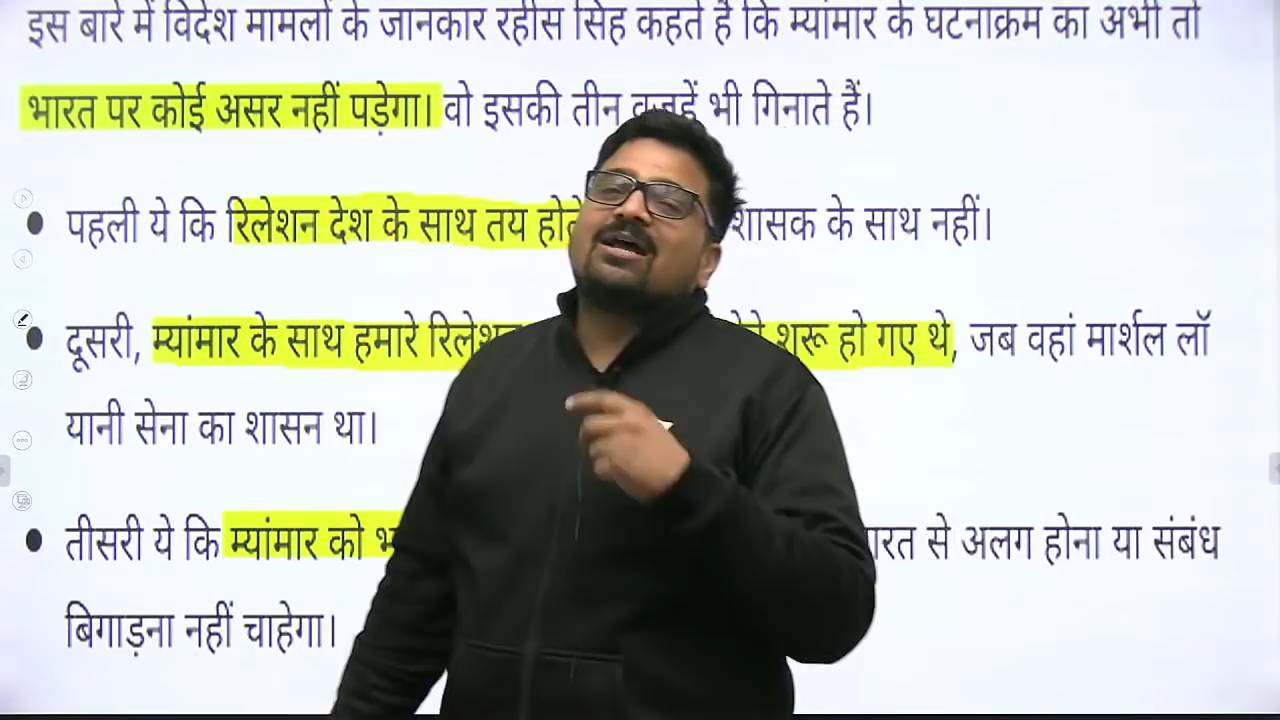 इस बारे में विदेश मामलों के जानकार रहीस सिंह कहते हैं कि म्यांमार के घटनाक्रम का अभी तो
भारत पर कोई असर नहीं पड़ेगा। वो इसकी तीन वजहें भी गिनाते हैं।
पहली ये कि रिलेशन देश के साथ तय शासक के साथ नहीं।
दूसरी, म्यांमार के साथ हमारे शुरू हो गए थे, जब वहां मार्शल लॉ
यानी सेना का शासन था।
तीसरी ये कि म्यांमार को से अलग होना या संबंध
बिगाड़ना नहीं चाहेगा।